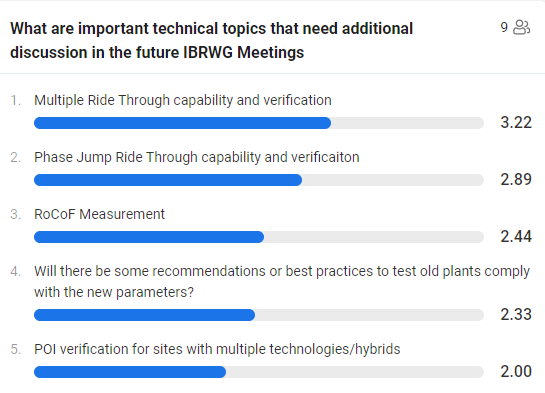 What are important technical topics that need additional
9
discussion in the future IBRWG Meetings
1. Multiple Ride Through capability and verification
3.22
2. Phase Jump Ride Through capability and verificaiton
2.89
3. RoCoF Measurement
2.44
4. Will there be some recommendations or best practices to test old plants comply
with the new parameters?
2.33
5. POI verification for sites with multiple technologies/hybrids
2.00